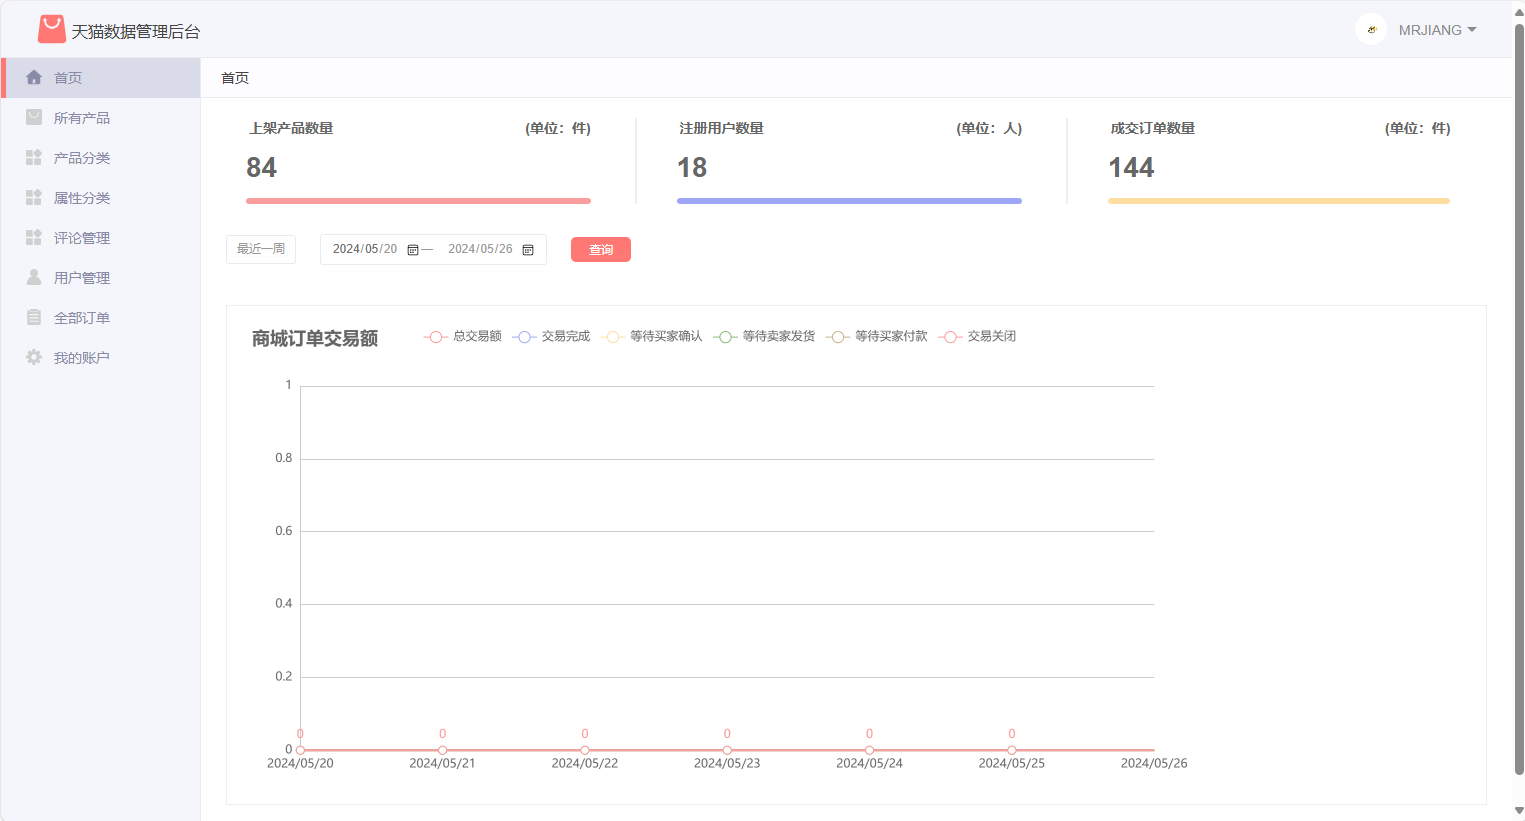 天猫数据管理后台
MRJIANG
首页
所有产品
产品分类
属性分类
评论管理
用户管理
全部订单
我的账户
首页
上架产品数量 (单位：件)
84
注册用户数量 (单位：人)
18
成交订单数量 (单位：件)
144
最近一周 2024/05/20 — 2024/05/26 查询
商城订单交易额
总交易额 交易完成 等待买家确认 等待卖家发货 等待买家付款 交易关闭
1
0.8
0.6
0.4
0.2
0
0 0 0 0 0 0
2024/05/20 2024/05/21 2024/05/22 2024/05/23 2024/05/24 2024/05/25 2024/05/26